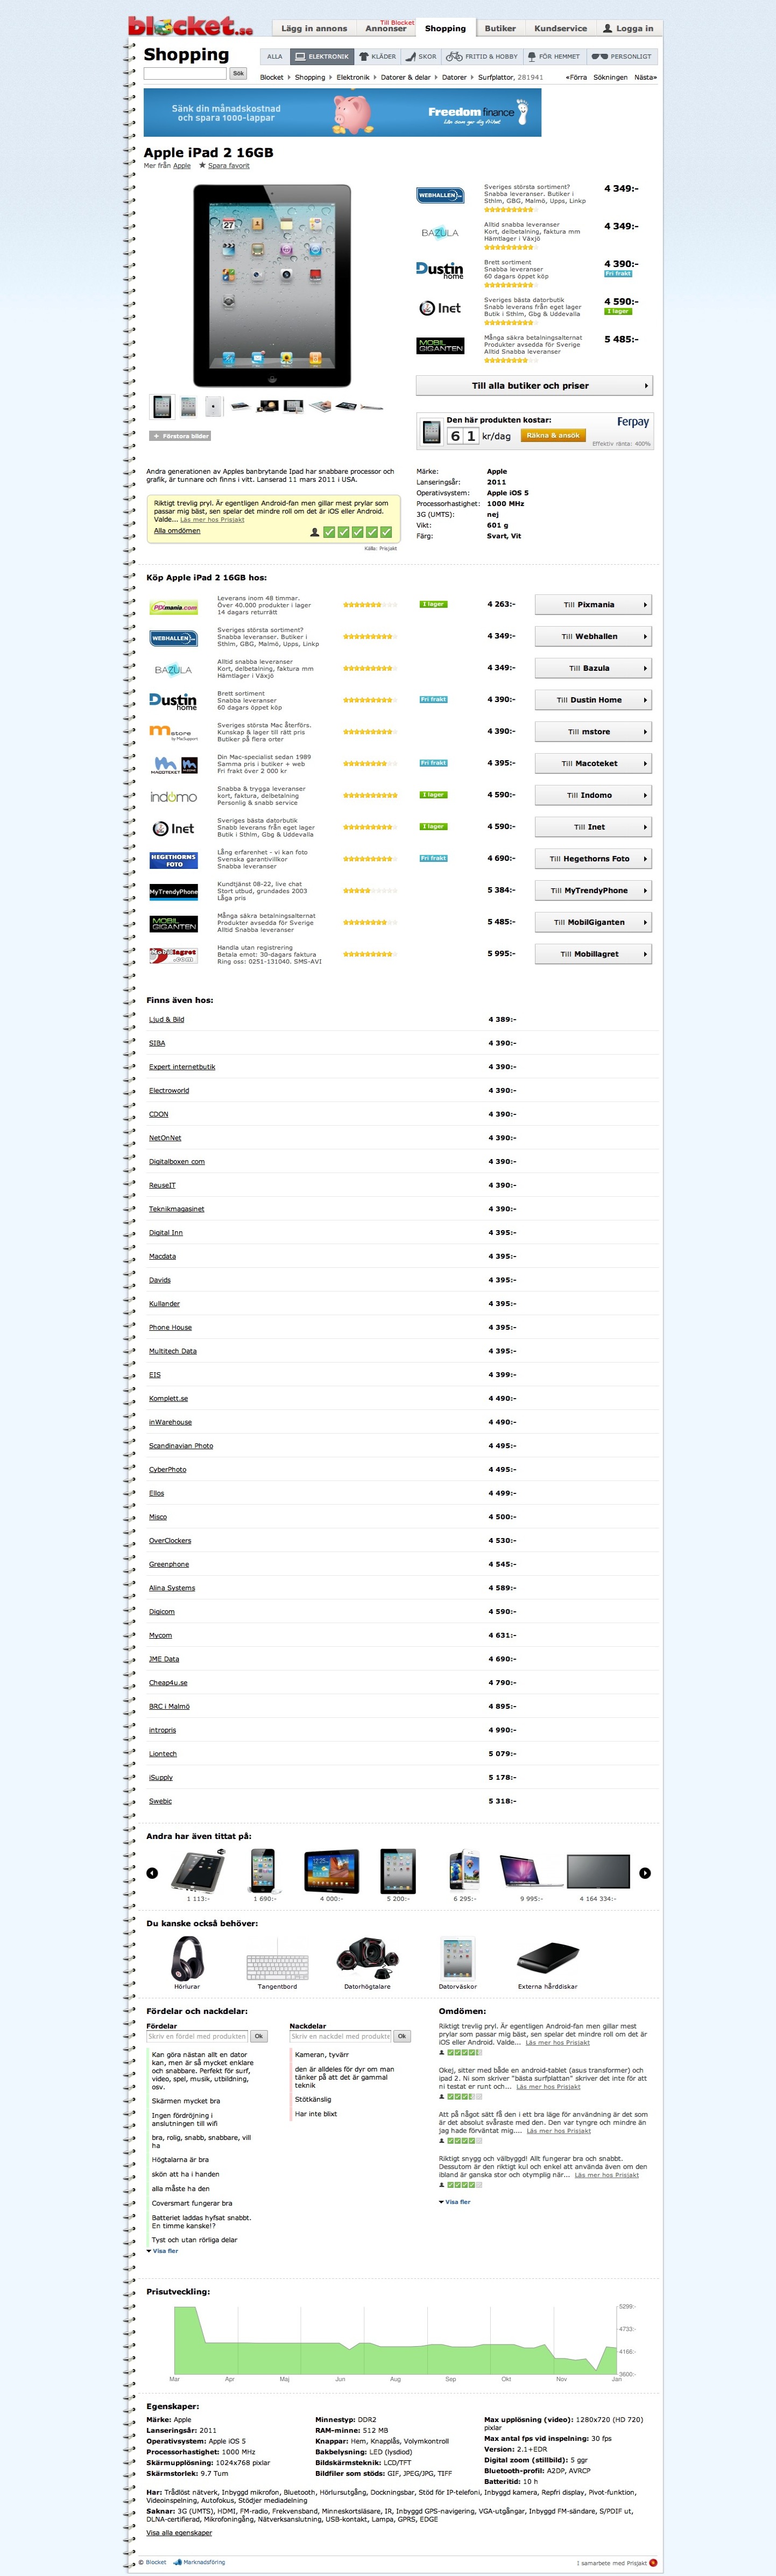 blocket.se
Till Blocket
Lägg in annons Annonser Shopping Butiker Kundservice Logga in
Shopping
ALLA ELEKTRONIK KLÄDER SKOR FRITID & HOBBY FÖR HEMMET PERSONLIGT
Sök
Blocket Shopping Elektronik Datorer & delar Datorer Surfplattor, 281941 «Förra Sökningen Nästa»
Sänk din månadskostnad
och spara 1000-lappar
Freedomfinance
Lån som ger dig frihet
Apple iPad 2 16GB
Mer från Apple Spara favorit
WEBHALLEN
Sveriges största sortiment?
Snabba leveranser. Butiker i
Sthlm, GBG, Malmö, Upps, Linkp
4 349:-
BAZULA
Alltid snabba leveranser
Kort, delbetalning, faktura mm
Hämtlager i Växjö
4 349:-
Dustin home
Brett sortiment
Snabba leveranser
60 dagars öppet köp
4 390:-
Fri frakt
Inet
Sveriges bästa datorbutik
Snabb leverans från eget lager
Butik i Sthlm, Gbg & Uddevalla
4 590:-
I lager
MOBIL GIGANTEN
Många säkra betalningsalternat
Produkter avsedda för Sverige
Alltid Snabba leveranser
5 485:-
Till alla butiker och priser
Den här produkten kostar:
6 1 kr/dag
Räkna & ansök
Ferpay
Effektiv ränta: 400%
+ Förstora bilder
Andra generationen av Apples banbrytande Ipad har snabbare processor och
grafik, är tunnare och finns i vitt. Lanserad 11 mars 2011 i USA.
Riktigt trevlig pryl. Är egentligen Android-fan men gillar mest prylar som
passar mig bäst, sen spelar det mindre roll om det är iOS eller Android.
Valde... Läs mer hos Prisjakt
Alla omdömen
Källa: Prisjakt
Märke: Apple
Lanseringsår: 2011
Operativsystem: Apple iOS 5
Processorhastighet: 1000 MHz
3G (UMTS): nej
Vikt: 601 g
Färg: Svart, Vit
Köp Apple iPad 2 16GB hos:
PIXmania.com
Leverans inom 48 timmar.
Över 40.000 produkter i lager
14 dagars returrätt
I lager 4 263:- Till Pixmania
WEBHALLEN
Sveriges största sortiment?
Snabba leveranser. Butiker i
Sthlm, GBG, Malmö, Upps, Linkp
4 349:- Till Webhallen
BAZULA
Alltid snabba leveranser
Kort, delbetalning, faktura mm
Hämtlager i Växjö
4 349:- Till Bazula
Dustin home
Brett sortiment
Snabba leveranser
60 dagars öppet köp
Fri frakt 4 390:- Till Dustin Home
mstore
by MacSupport
Sveriges största Mac återförs.
Kunskap & lager till rätt pris
Butiker på flera orter
4 390:- Till mstore
MACOTEKET
Din Mac-specialist sedan 1989
Samma pris i butiker + web
Fri frakt över 2 000 kr
Fri frakt 4 395:- Till Macoteket
indomo
Snabba & trygga leveranser
kort, faktura, delbetalning
Personlig & snabb service
I lager 4 590:- Till Indomo
Inet
Sveriges bästa datorbutik
Snabb leverans från eget lager
Butik i Sthlm, Gbg & Uddevalla
I lager 4 590:- Till Inet
HEGETHORNS FOTO
Lång erfarenhet - vi kan foto
Svenska garantivillkor
Snabba leveranser
Fri frakt 4 690:- Till Hegethorns Foto
MyTrendyPhone
Kundtjänst 08-22, live chat
Stort utbud, grundades 2003
Låga pris
5 384:- Till MyTrendyPhone
MOBIL GIGANTEN
Många säkra betalningsalternat
Produkter avsedda för Sverige
Alltid Snabba leveranser
5 485:- Till MobilGiganten
Mobillagret.com
Handla utan registrering
Betala emot: 30-dagars faktura
Ring oss: 0251-131040. SMS-AVI
5 995:- Till Mobillagret
Finns även hos:
Ljud & Bild 4 389:-
SIBA 4 390:-
Expert internetbutik 4 390:-
Electroworld 4 390:-
CDON 4 390:-
NetOnNet 4 390:-
Digitalboxen com 4 390:-
ReuseIT 4 390:-
Teknikmagasinet 4 390:-
Digital Inn 4 395:-
Macdata 4 395:-
Davids 4 395:-
Kullander 4 395:-
Phone House 4 395:-
Multitech Data 4 395:-
EIS 4 399:-
Komplett.se 4 490:-
inWarehouse 4 490:-
Scandinavian Photo 4 495:-
CyberPhoto 4 495:-
Ellos 4 499:-
Misco 4 500:-
OverClockers 4 530:-
Greenphone 4 545:-
Alina Systems 4 589:-
Digicom 4 590:-
Mycom 4 631:-
JME Data 4 690:-
Cheap4u.se 4 790:-
BRC i Malmö 4 895:-
intropris 4 990:-
Liontech 5 079:-
iSupply 5 178:-
Swebic 5 318:-
Andra har även tittat på:
1 113:- 1 690:- 4 000:- 5 200:- 6 295:- 9 995:- 4 164 334:-
Du kanske också behöver:
Hörlurar Tangentbord Datorhögtalare Datorväskor Externa hårddiskar
Fördelar och nackdelar:
Fördelar
Skriv en fördel med produkten Ok
Kan göra nästan allt en dator
kan, men är så mycket enklare
och snabbare. Perfekt för surf,
video, spel, musik, utbildning,
osv.
Skärmen mycket bra
Ingen fördröjning i
anslutningen till wifi
bra, rolig, snabb, snabbare, vill
ha
Högtalarna är bra
skön att ha i handen
alla måste ha den
Coversmart fungerar bra
Batteriet laddas hyfsat snabbt.
En timme kanske!?
Tyst och utan rörliga delar
Visa fler
Nackdelar
Skriv en nackdel med produkte Ok
Kameran, tyvärr
den är alldeles för dyr om man
tänker på att det är gammal
teknik
Stötkänslig
Har inte blixt
Omdömen:
Riktigt trevlig pryl. Är egentligen Android-fan men gillar mest
prylar som passar mig bäst, sen spelar det mindre roll om det är
iOS eller Android. Valde... Läs mer hos Prisjakt
Okej, sitter med både en android-tablet (asus transformer) och
ipad 2. Ni som skriver "bästa surfplattan" skriver det inte för att
ni testat er runt och... Läs mer hos Prisjakt
At på något sätt få den i ett bra läge för användning är det som
är det absolut svåraste med den. Den var tyngre och mindre än
jag hade förväntat mig.... Läs mer hos Prisjakt
Riktigt snygg och välbyggd! Allt fungerar bra och snabbt.
Dessutom är den riktigt kul och enkel att använda även om den
ibland är ganska stor och otymplig när... Läs mer hos Prisjakt
Visa fler
Prisutveckling:
5299:-
4733:-
4166:-
3600:-
Mar Apr Maj Jun Aug Sep Okt Nov Jan
Egenskaper:
Märke: Apple
Lanseringsår: 2011
Operativsystem: Apple iOS 5
Processorhastighet: 1000 MHz
Skärmupplösning: 1024x768 pixlar
Skärmstorlek: 9.7 Tum
Minnestyp: DDR2
RAM-minne: 512 MB
Knappar: Hem, Knapplås, Volymkontroll
Bakbelysning: LED (lysdiod)
Bildskärmsteknik: LCD/TFT
Bildfiler som stöds: GIF, JPEG/JPG, TIFF
Max upplösning (video): 1280x720 (HD 720)
pixlar
Max antal fps vid inspelning: 30 fps
Version: 2.1+EDR
Digital zoom (stillbild): 5 ggr
Bluetooth-profil: A2DP, AVRCP
Batteritid: 10 h
Har: Trådlöst nätverk, Inbyggd mikrofon, Bluetooth, Hörlursutgång, Dockningsbar, Stöd för IP-telefoni, Inbyggd kamera, Repfri display, Pivot-funktion,
Videoinspelning, Autofokus, Stödjer mediadelning
Saknar: 3G (UMTS), HDMI, FM-radio, Frekvensband, Minneskortsläsare, IR, Inbyggd GPS-navigering, VGA-utgångar, Inbyggd FM-sändare, S/PDIF ut,
DLNA-certifierad, Mikrofoningång, Nätverksanslutning, USB-kontakt, Lampa, GPRS, EDGE
Visa alla egenskaper
© Blocket Marknadsföring I samarbete med Prisjakt